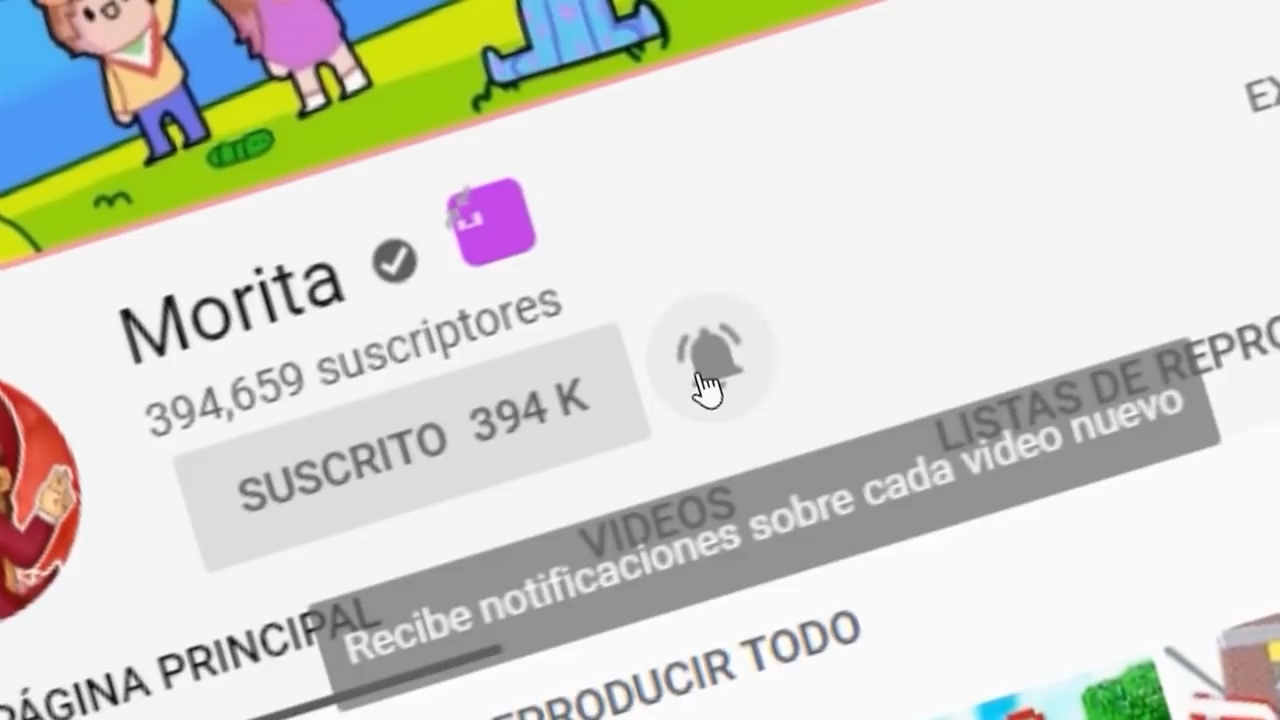 Morita
394,659 suscriptores
SUSCRITO 394 K
LISTAS DE REPRO
VIDEOS
Recibe notificaciones sobre cada video nuevo
PÁGINA PRINCIPAL
REPRODUCIR TODO